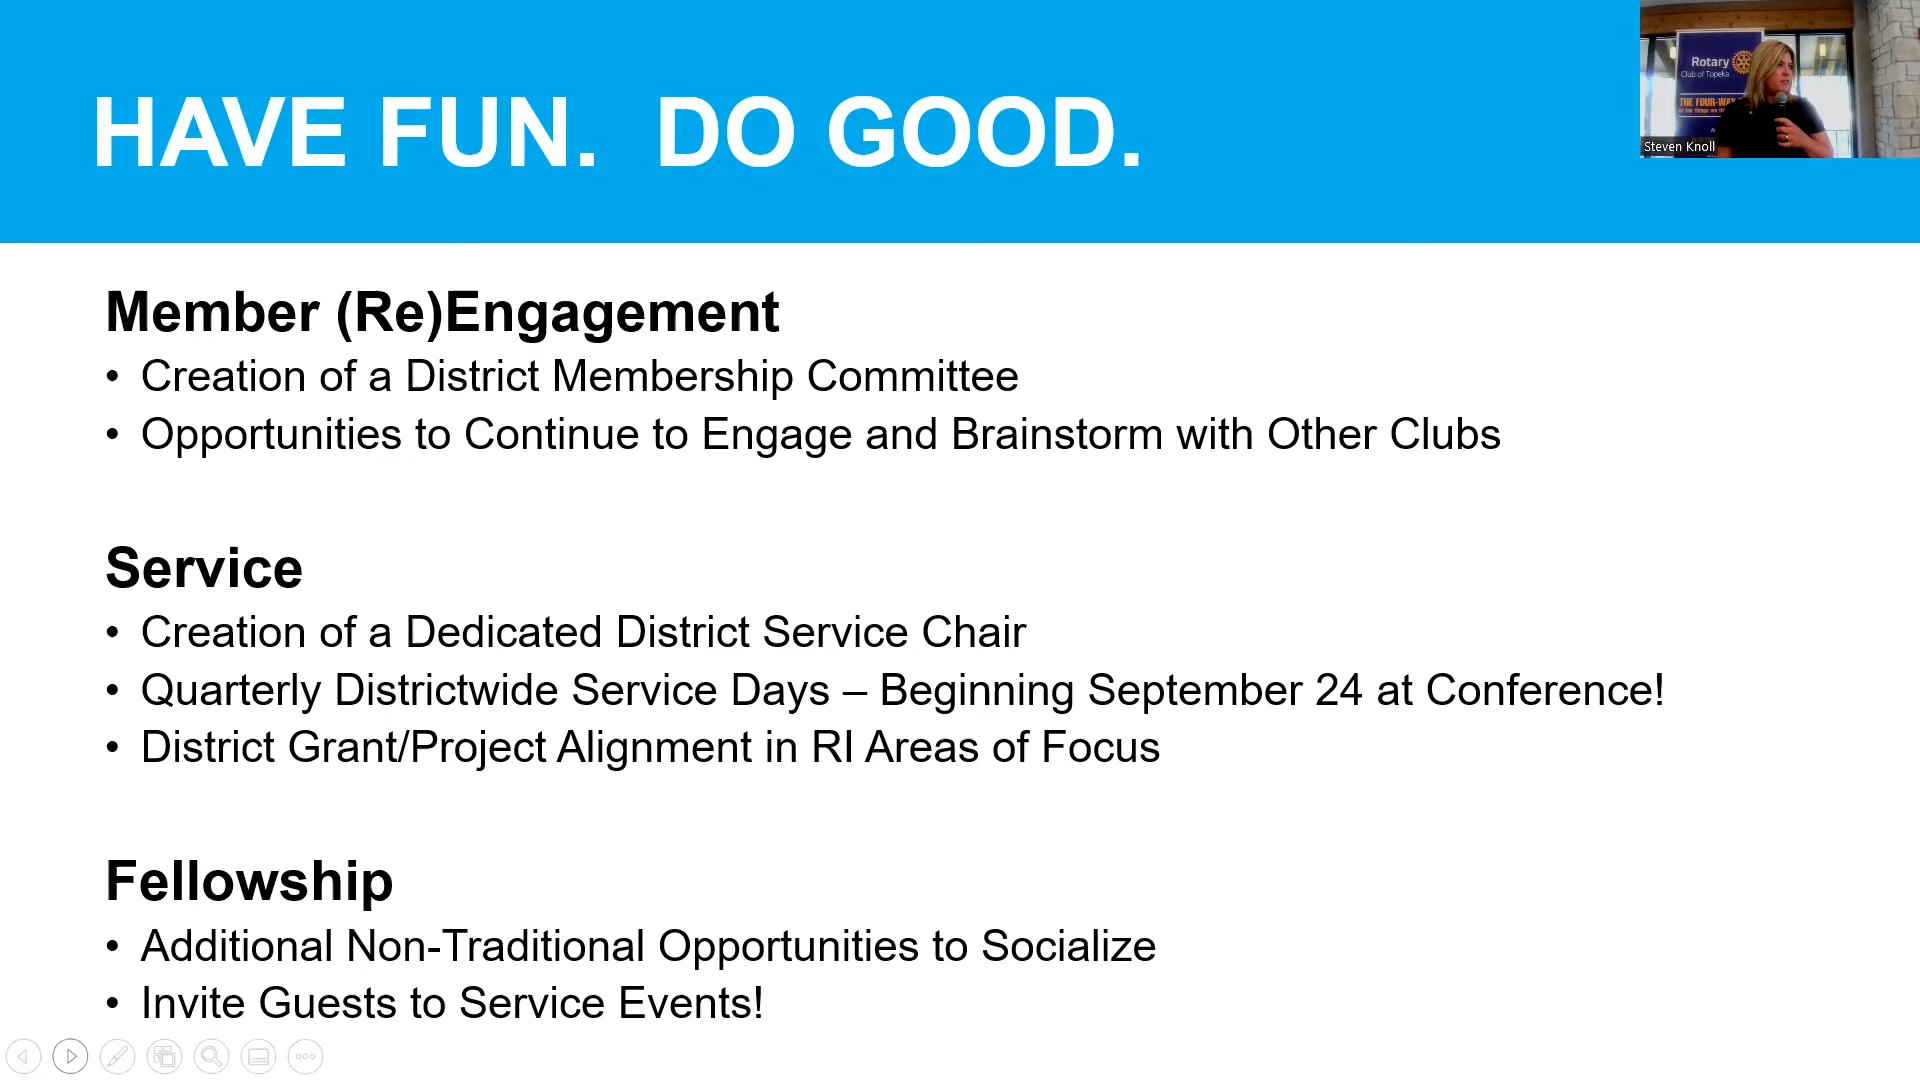 HAVE FUN. DO GOOD.
Rotary
Club of Topeka
THE FOUR-WAY
Steven Knoll
Member (Re)Engagement
• Creation of a District Membership Committee
• Opportunities to Continue to Engage and Brainstorm with Other Clubs
Service
• Creation of a Dedicated District Service Chair
• Quarterly Districtwide Service Days – Beginning September 24 at Conference!
• District Grant/Project Alignment in RI Areas of Focus
Fellowship
• Additional Non-Traditional Opportunities to Socialize
• Invite Guests to Service Events!